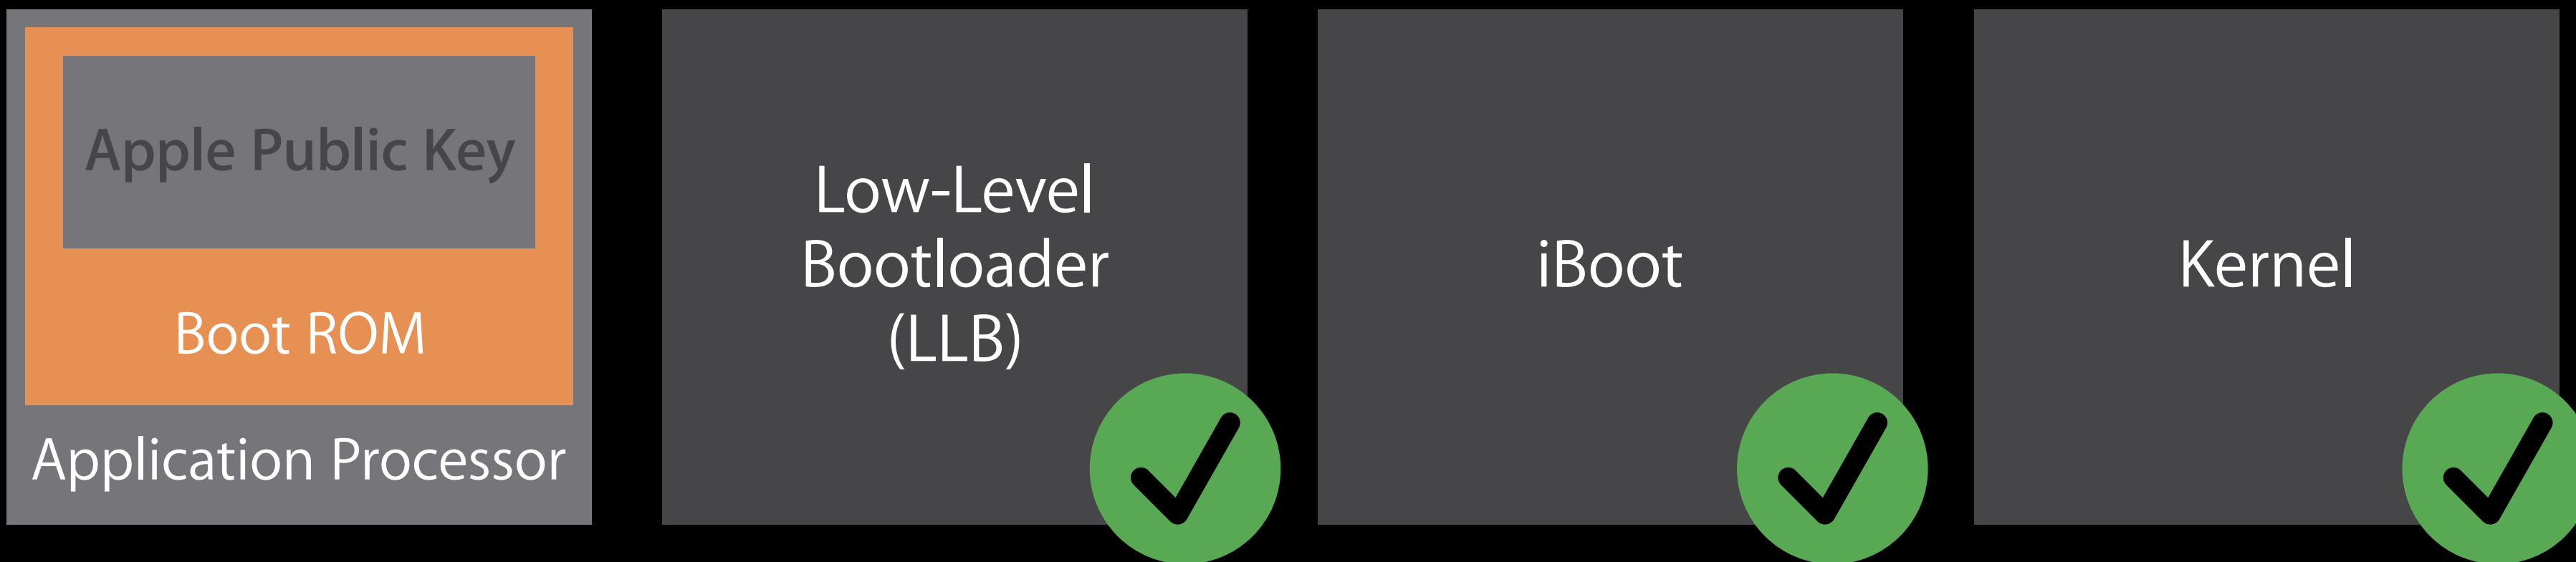 Apple Public Key
Boot ROM
Application Processor
Low-Level
Bootloader
(LLB)
iBoot
Kernel